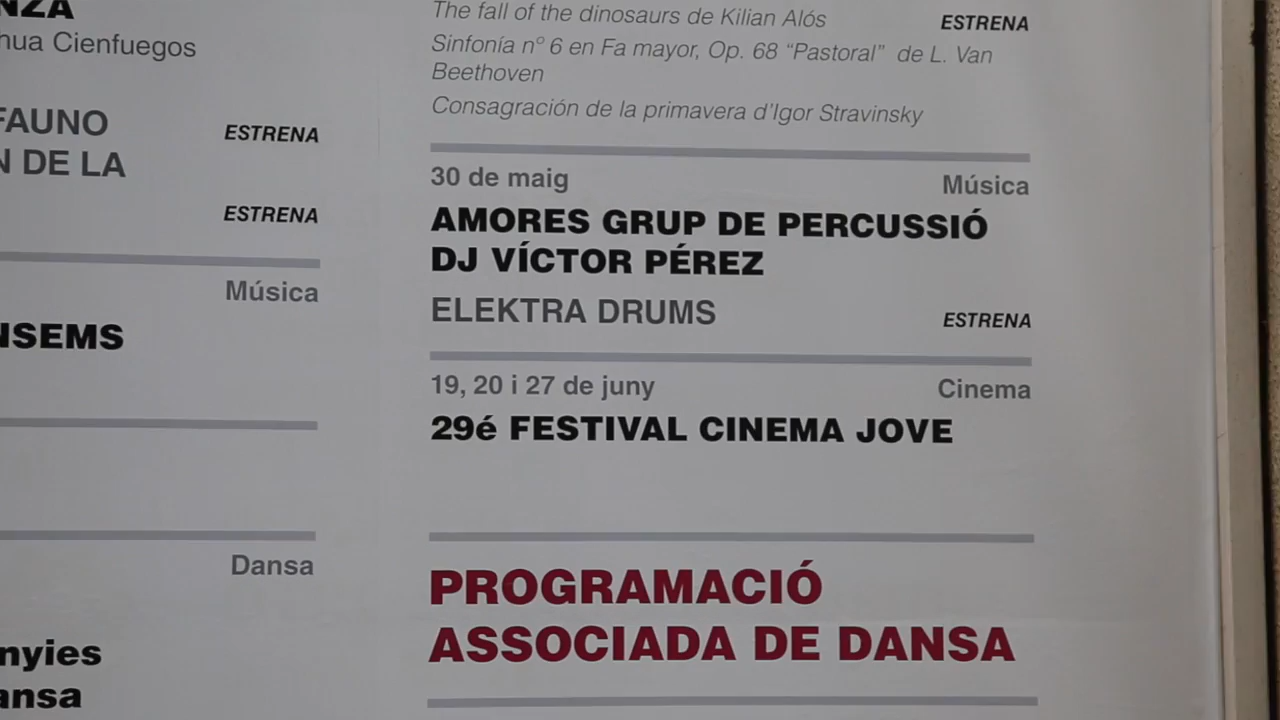 hua Cienfuegos
FAUNO
ESTRENA
N DE LA
ESTRENA
Música
NSEMS
Dansa
nyies
ansa
The fall of the dinosaurs de Kilian Alós
ESTRENA
Sinfonía nº 6 en Fa mayor, Op. 68 “Pastoral” de L. Van
Beethoven
Consagración de la primavera d’Igor Stravinsky
30 de maig
Música
AMORES GRUP DE PERCUSSIÓ
DJ VÍCTOR PÉREZ
ELEKTRA DRUMS
ESTRENA
19, 20 i 27 de juny
Cinema
29é FESTIVAL CINEMA JOVE
PROGRAMACIÓ
ASSOCIADA DE DANSA